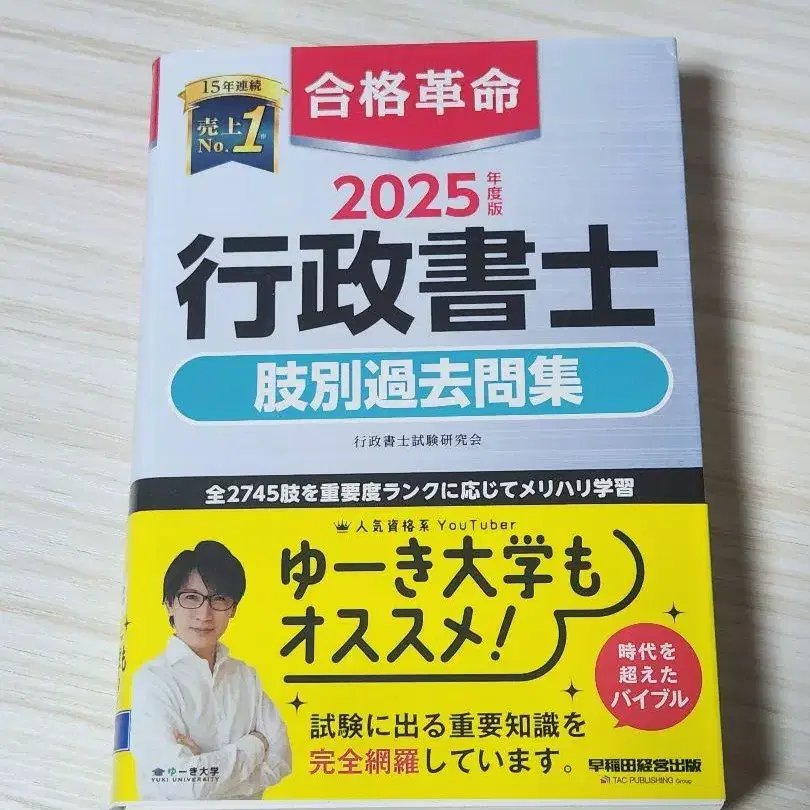 15年連続
売上
No.1
合格革命
2025年度版
行政書士
肢別過去問集
行政書士試験研究会
全2745肢を重要度ランクに応じてメリハリ学習
人気資格系 YouTuber
ゆーき大学も
オススメ!
時代を
超えた
バイブル
試験に出る重要知識を
完全網羅しています。
ゆーき大学
YUKI UNIVERSITY
早稲田経営出版
TAC PUBLISHING Group